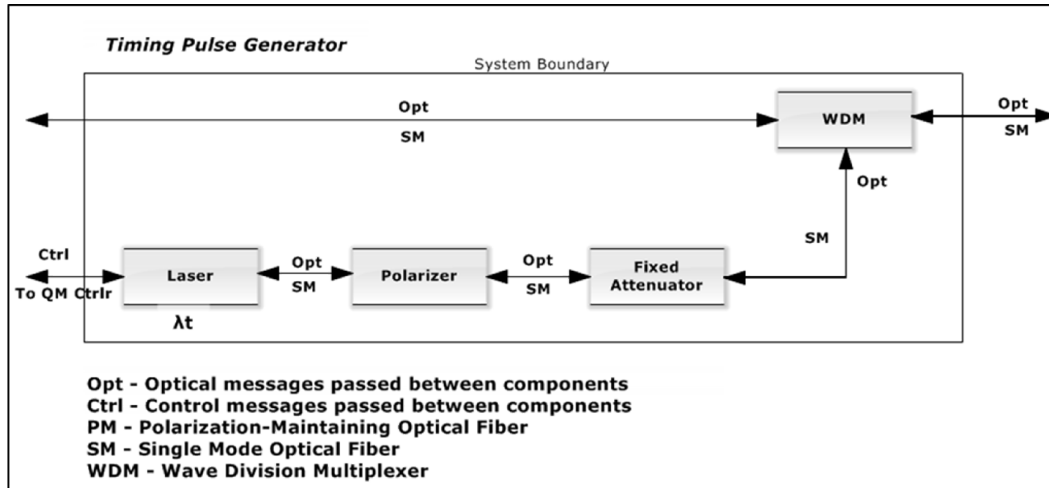 Timing Pulse Generator
System Boundary
Opt
SM
WDM
Opt
SM
Opt
SM
Ctrl
To QM Ctrlr
Laser
λt
Opt
SM
Polarizer
Opt
SM
Fixed
Attenuator
Opt - Optical messages passed between components
Ctrl - Control messages passed between components
PM - Polarization-Maintaining Optical Fiber
SM - Single Mode Optical Fiber
WDM - Wave Division Multiplexer